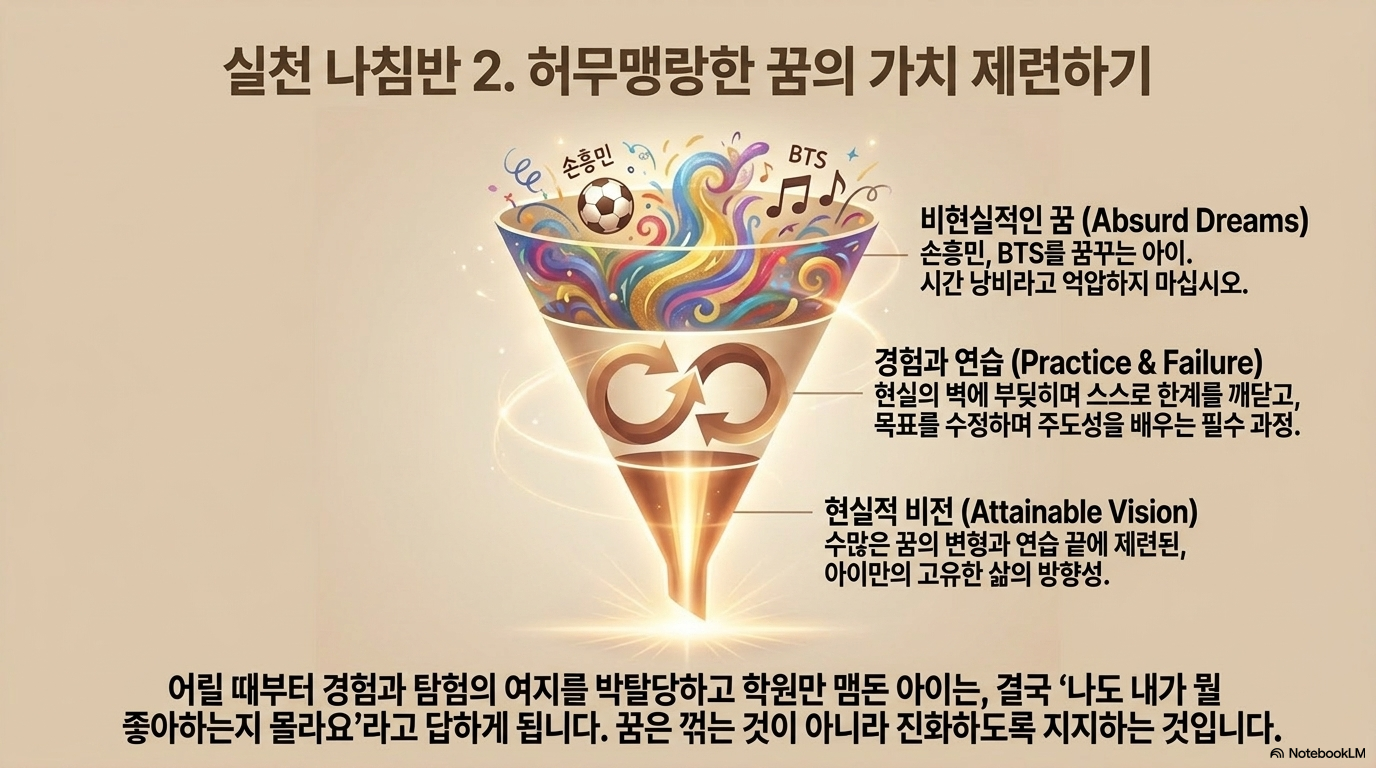 실천 나침반 2. 허무맹랑한 꿈의 가치 제련하기
손흥민
BTS
비현실적인 꿈 (Absurd Dreams)
손흥민, BTS를 꿈꾸는 아이.
시간 낭비라고 억압하지 마십시오.
경험과 연습 (Practice & Failure)
현실의 벽에 부딪히며 스스로 한계를 깨닫고,
목표를 수정하며 주도성을 배우는 필수 과정.
현실적 비전 (Attainable Vision)
수많은 꿈의 변형과 연습 끝에 제련된,
아이만의 고유한 삶의 방향성.
어릴 때부터 경험과 탐험의 여지를 박탈당하고 학원만 맴돈 아이는, 결국 ‘나도 내가 뭘
좋아하는지 몰라요’라고 답하게 됩니다. 꿈은 꺾는 것이 아니라 진화하도록 지지하는 것입니다.
NotebookLM